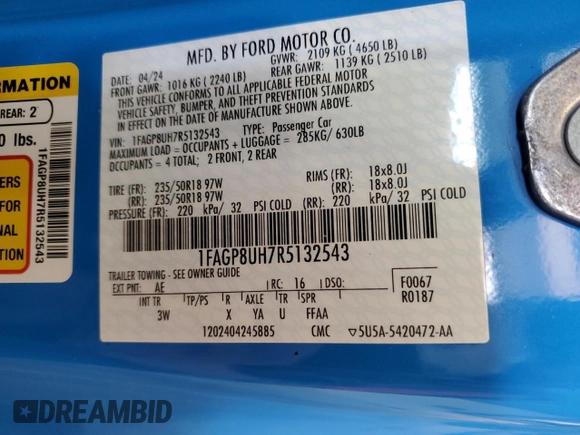 MFD. BY FORD MOTOR CO.
DATE: 04/24
GVWR: 2109 KG ( 4650 LB)
FRONT GAWR: 1016 KG ( 2240 LB)
REAR GAWR: 1139 KG ( 2510 LB)
THIS VEHICLE CONFORMS TO ALL APPLICABLE FEDERAL MOTOR
VEHICLE SAFETY, BUMPER, AND THEFT PREVENTION STANDARDS
IN EFFECT ON THE DATE OF MANUFACTURE SHOWN ABOVE.
VIN: 1FAGP8UH7R5132543 TYPE: Passenger Car
MAXIMUM LOAD = OCCUPANTS + LUGGAGE = 285KG/ 630LB
OCCUPANTS = 4 TOTAL; 2 FRONT, 2 REAR
TIRE (FR) 235/50R18 97W RIMS (FR) 18x8.0J
(RR) 235/50R18 97W (RR) 18x8.0J
PRESSURE (FR) 220 kPa/ 32 PSI COLD (RR) 220 kPa/ 32 PSI COLD
1FAGP8UH7R5132543
TRAILER TOWING - SEE OWNER GUIDE
EXT PNT: AE RC: 16 DSO: F0067
R0187
INT TR TP/PS R AXLE TR SPR
3W X YA U FFAA
1202404245885 CMC ▽5U5A-5420472-AA
ORMATION
REAR: 2
0 lbs.
ERS
FOR
NAL
TION
1FAGP8UH7R5132543
DREAMBID